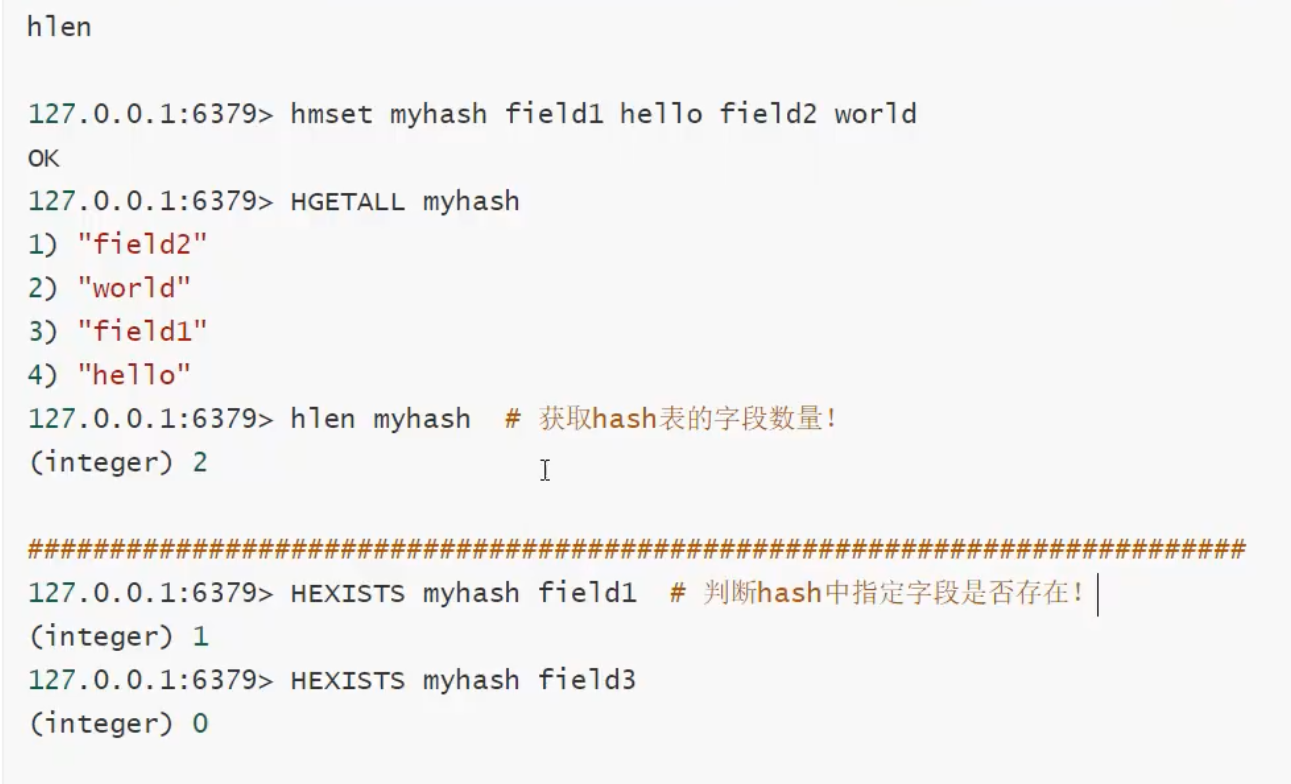 hlen
127.0.0.1:6379> hmset myhash field1 hello field2 world
OK
127.0.0.1:6379> HGETALL myhash
1) "field2"
2) "world"
3) "field1"
4) "hello"
127.0.0.1:6379> hlen myhash  # 获取hash表的字段数量！
(integer) 2
##########################################################################
127.0.0.1:6379> HEXISTS myhash field1  # 判断hash中指定字段是否存在！
(integer) 1
127.0.0.1:6379> HEXISTS myhash field3
(integer) 0